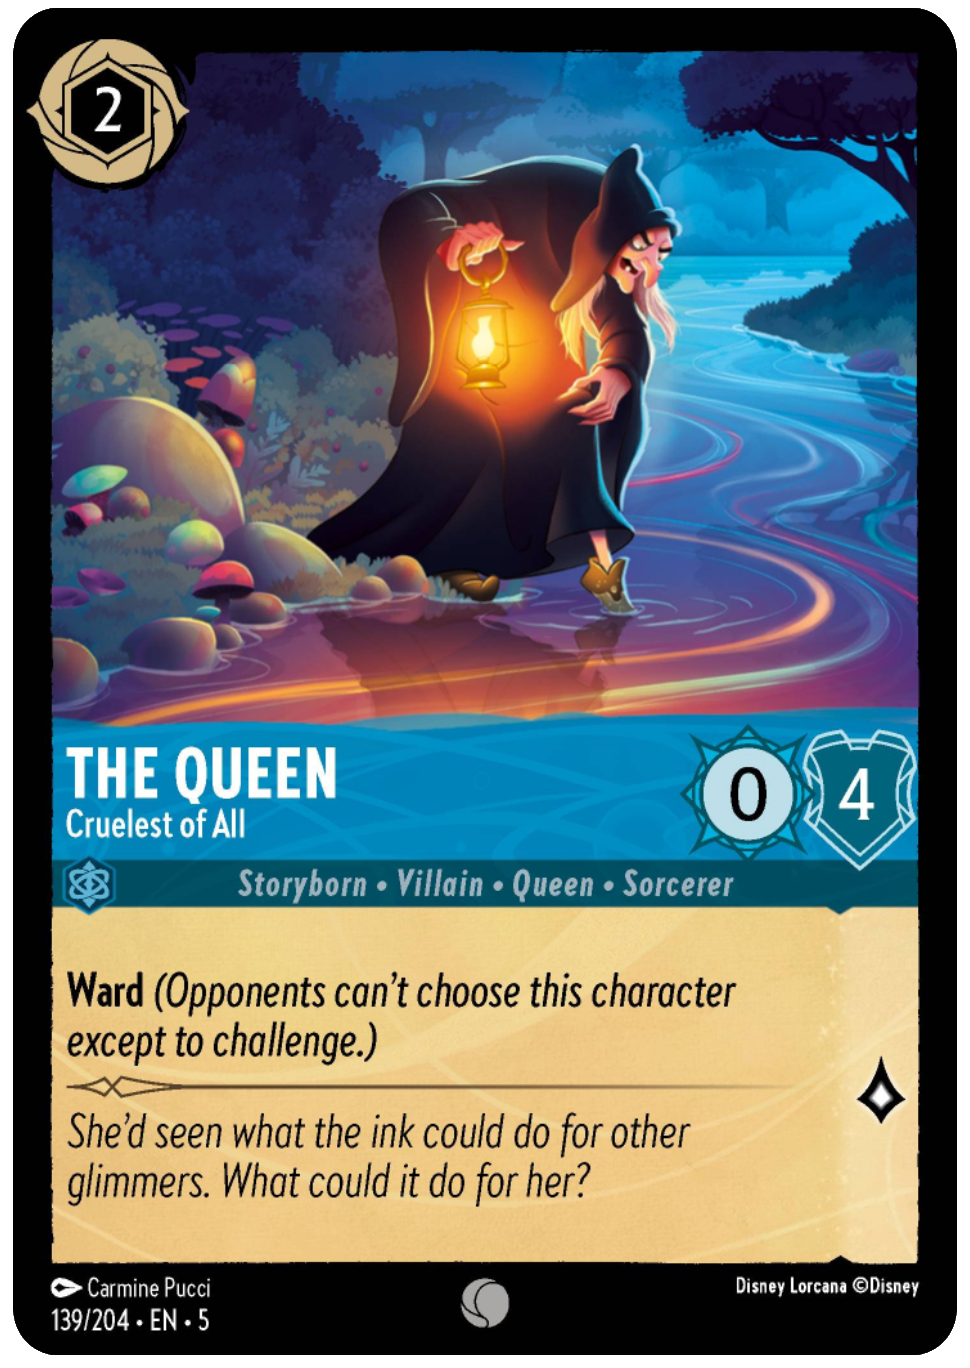 2
THE QUEEN
Cruelest of All
0
4
Storyborn • Villain • Queen • Sorcerer
Ward (Opponents can't choose this character
except to challenge.)
She'd seen what the ink could do for other
glimmers. What could it do for her?
Carmine Pucci
Disney Lorcana ©Disney
139/204 • EN • 5